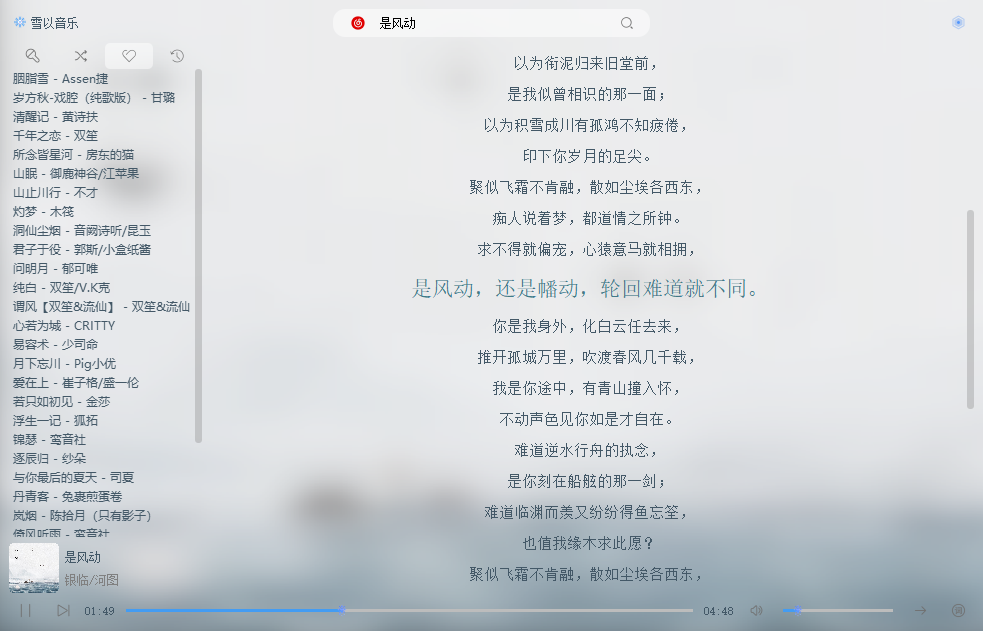 雪以音乐
是风动
胭脂雪 - Assen捷
岁方秋-戏腔（纯歌版） - 甘璐
清醒记 - 黄诗扶
千年之恋 - 双笙
所念皆星河 - 房东的猫
山眠 - 御鹿神谷/江苹果
山止川行 - 不才
灼梦 - 木筏
洞仙尘烟 - 音阙诗听/昆玉
君子于役 - 郭斯/小盒纸酱
问明月 - 郁可唯
纯白 - 双笙/V.K克
谓风【双笙&流仙】 - 双笙&流仙
心若为城 - CRITTY
易容术 - 少司命
月下忘川 - Pig小优
爱在上 - 崔子格/盛一伦
若只如初见 - 金莎
浮生一记 - 狐拓
锦瑟 - 鸾音社
逐辰归 - 纱朵
与你最后的夏天 - 司夏
丹青客 - 兔裹煎蛋卷
岚烟 - 陈拾月（只有影子）
倚风听雨 - 鸾音社
以为衔泥归来旧堂前，
是我似曾相识的那一面；
以为积雪成川有孤鸿不知疲倦，
印下你岁月的足尖。
聚似飞霜不肯融，散如尘埃各西东，
痴人说着梦，都道情之所钟。
求不得就偏宠，心猿意马就相拥，
是风动，还是幡动，轮回难道就不同。
你是我身外，化白云任去来，
推开孤城万里，吹渡春风几千载，
我是你途中，有青山撞入怀，
不动声色见你如是才自在。
难道逆水行舟的执念，
是你刻在船舷的那一剑；
难道临渊而羡又纷纷得鱼忘筌，
也值我缘木求此愿？
聚似飞霜不肯融，散如尘埃各西东，
是风动
银临/河图
01:49
04:48